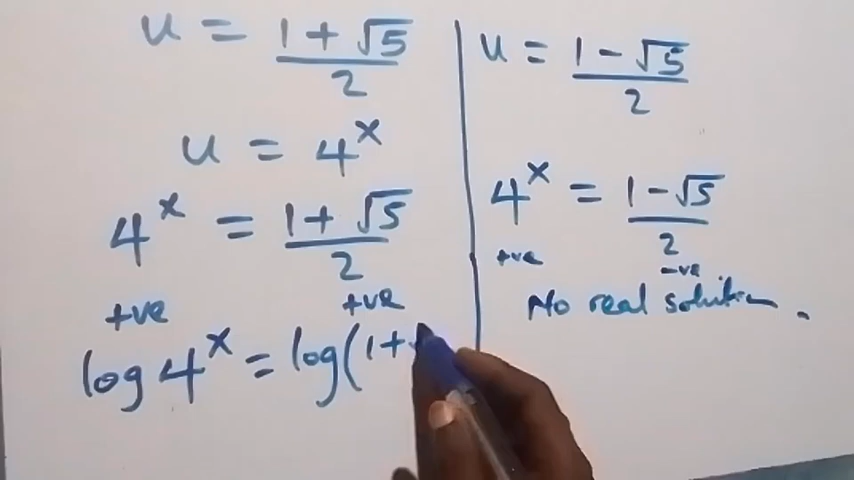 u = (1 + √5)/2
u = 4^x
4^x = (1 + √5)/2
+ve +ve
log 4^x = log(1+
u = (1 - √5)/2
4^x = (1 - √5)/2
+ve -ve
No real solution.